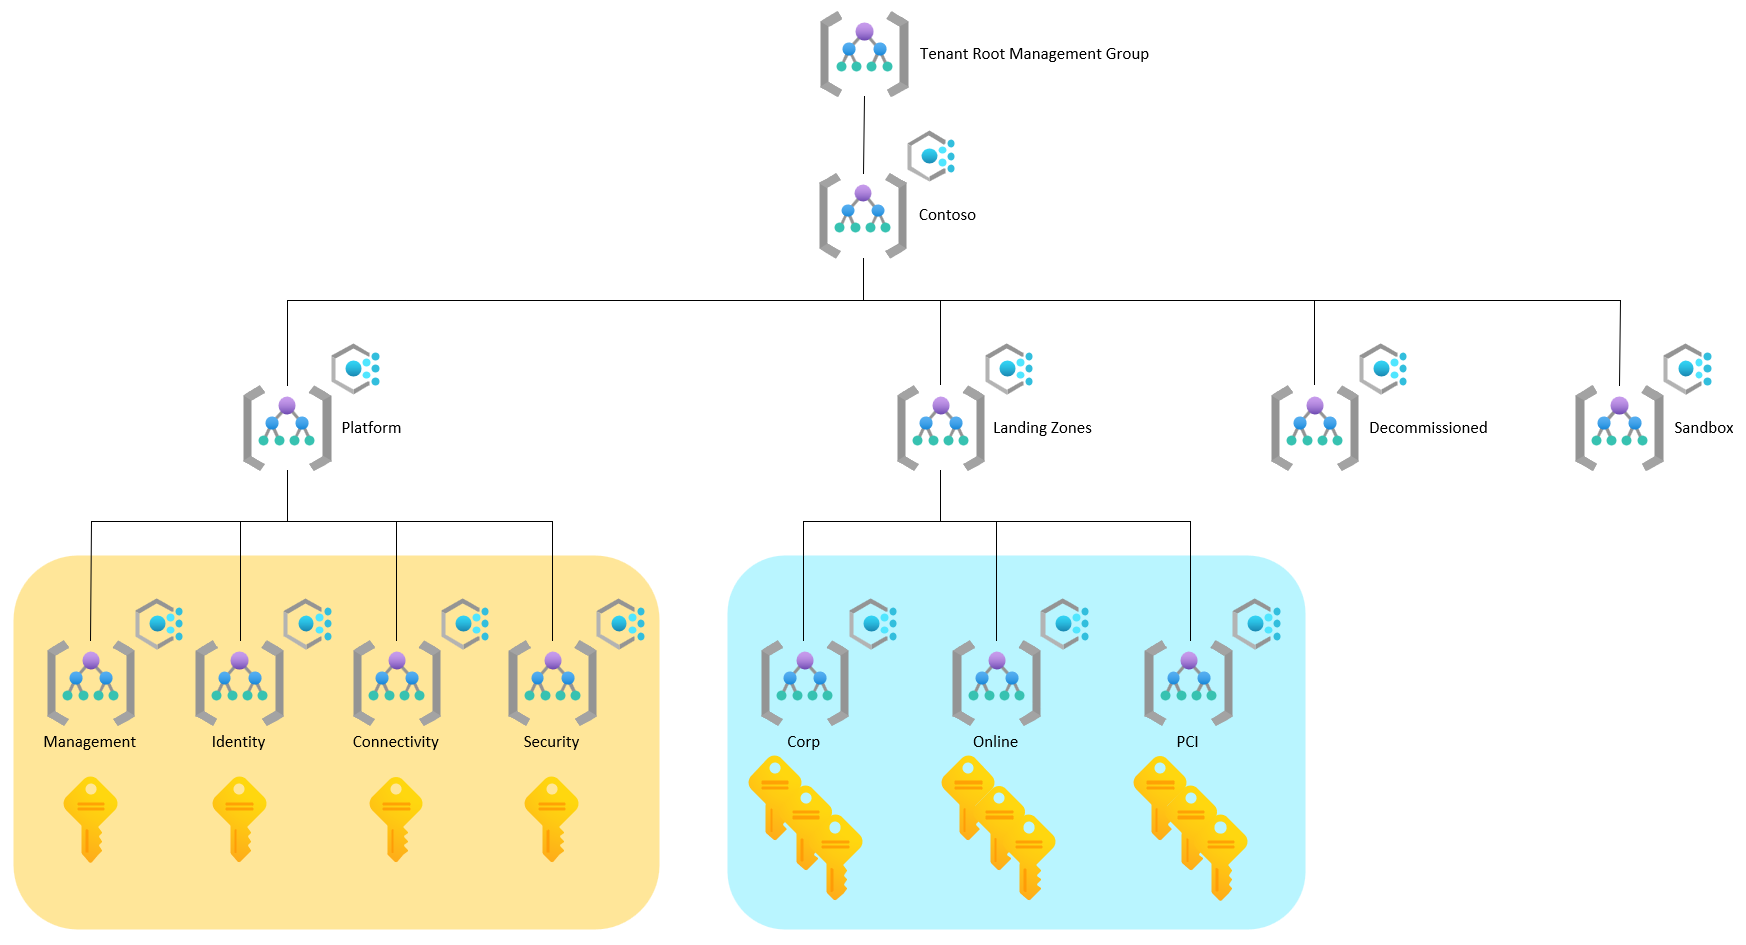 Tenant Root Management Group
Contoso
Platform
Landing Zones
Decommissioned
Sandbox
Management
Identity
Connectivity
Security
Corp
Online
PCI